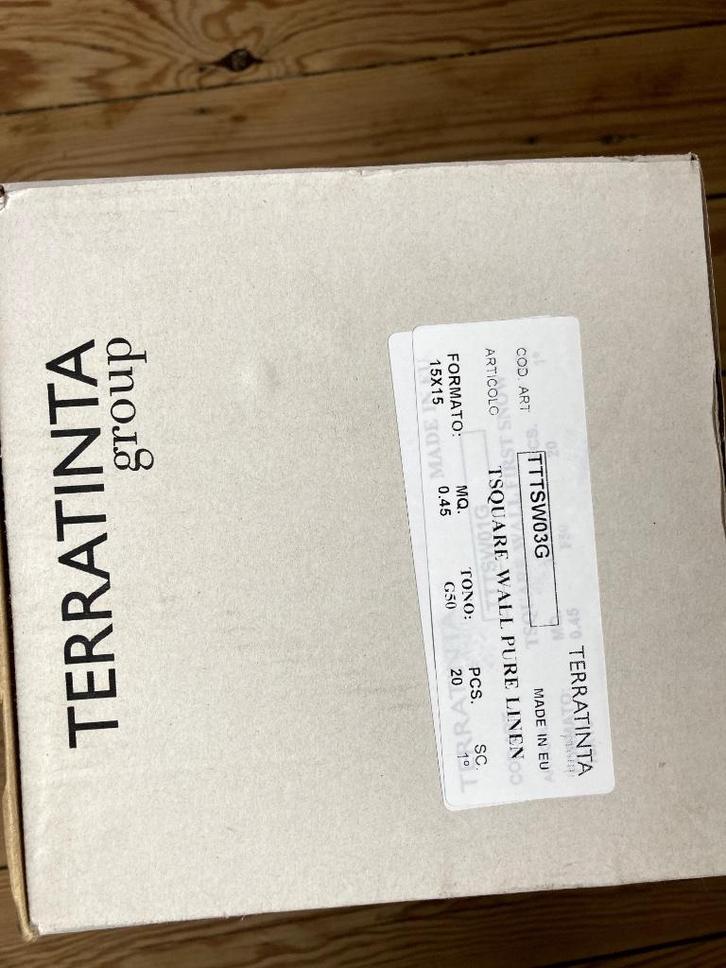 TERRATINTA
group
TERRATINTA
COD. ART TTTSW03G MADE IN EU
ARTICOLO TSQUARE WALL PURE LINEN
FORMATO: MQ. TONO: PCS. SC.
15X15 0.45 G50 20 1°